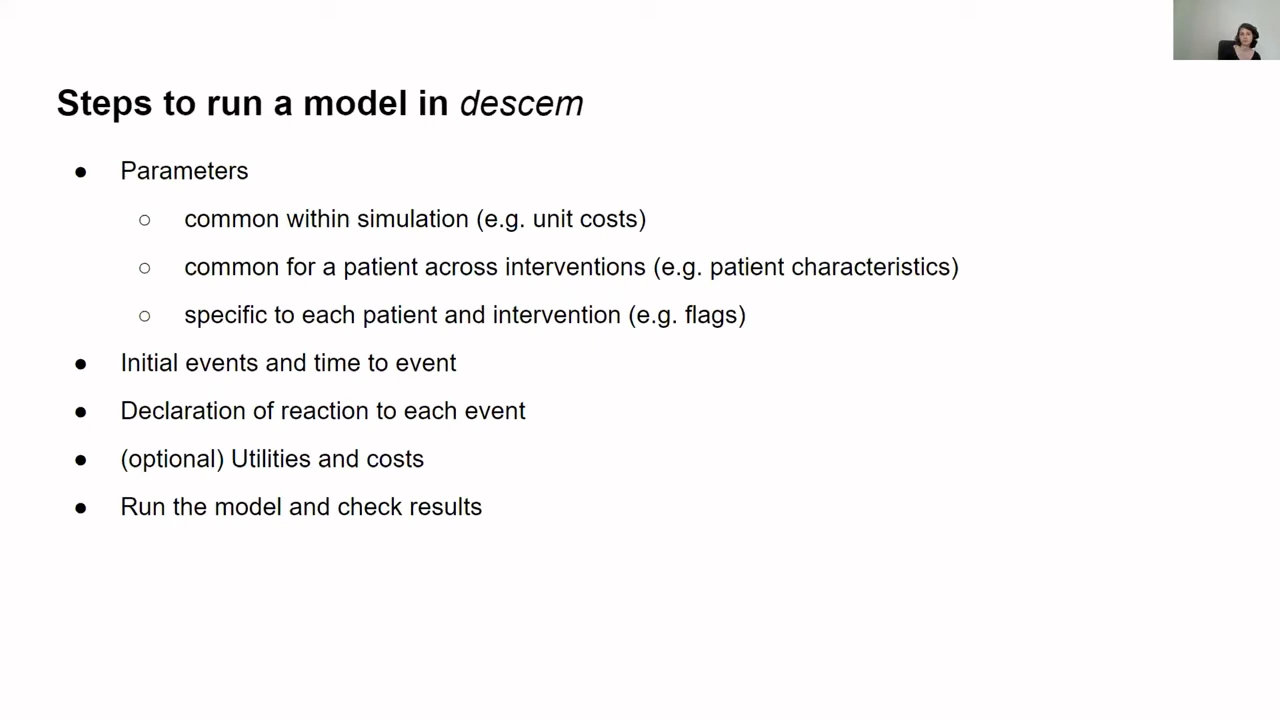 Steps to run a model in descem
● Parameters
○ common within simulation (e.g. unit costs)
○ common for a patient across interventions (e.g. patient characteristics)
○ specific to each patient and intervention (e.g. flags)
● Initial events and time to event
● Declaration of reaction to each event
● (optional) Utilities and costs
● Run the model and check results